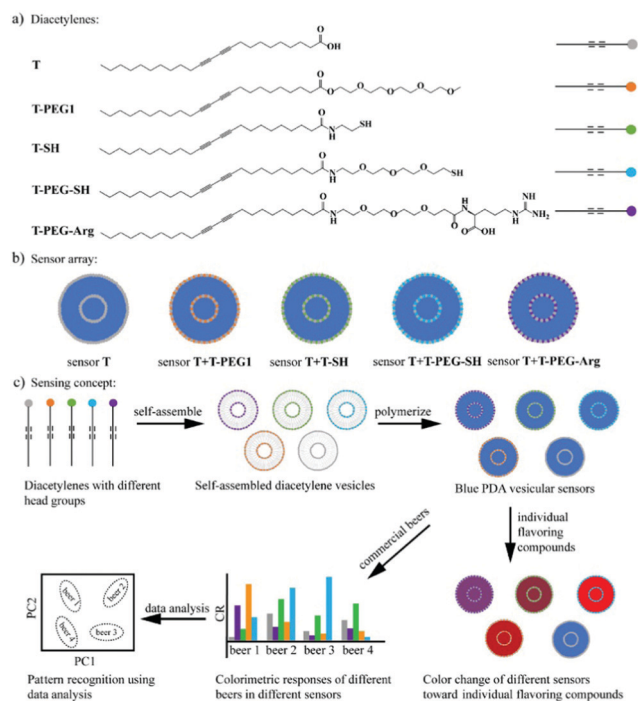 a) Diacetylenes:
O
OH
T
O
O
O
O
O
O
T-PEG1
O
N
H
SH
T-SH
O
N
H
O
O
O
SH
T-PEG-SH
O
N
H
O
O
O
O
H
N
O
OH
N
H
NH
NH2
T-PEG-Arg
b) Sensor array:
sensor T
sensor T+T-PEG1
sensor T+T-SH
sensor T+T-PEG-SH
sensor T+T-PEG-Arg
c) Sensing concept:
self-assemble
polymerize
Diacetylenes with different
head groups
Self-assembled diacetylene vesicles
Blue PDA vesicular sensors
commercial beers
individual
flavoring
compounds
PC2
beer 1
beer 2
beer 3
beer 4
PC1
data analysis
CR
beer 1 beer 2 beer 3 beer 4
Pattern recognition using
data analysis
Colorimetric responses of different
beers in different sensors
Color change of different sensors
toward individual flavoring compounds